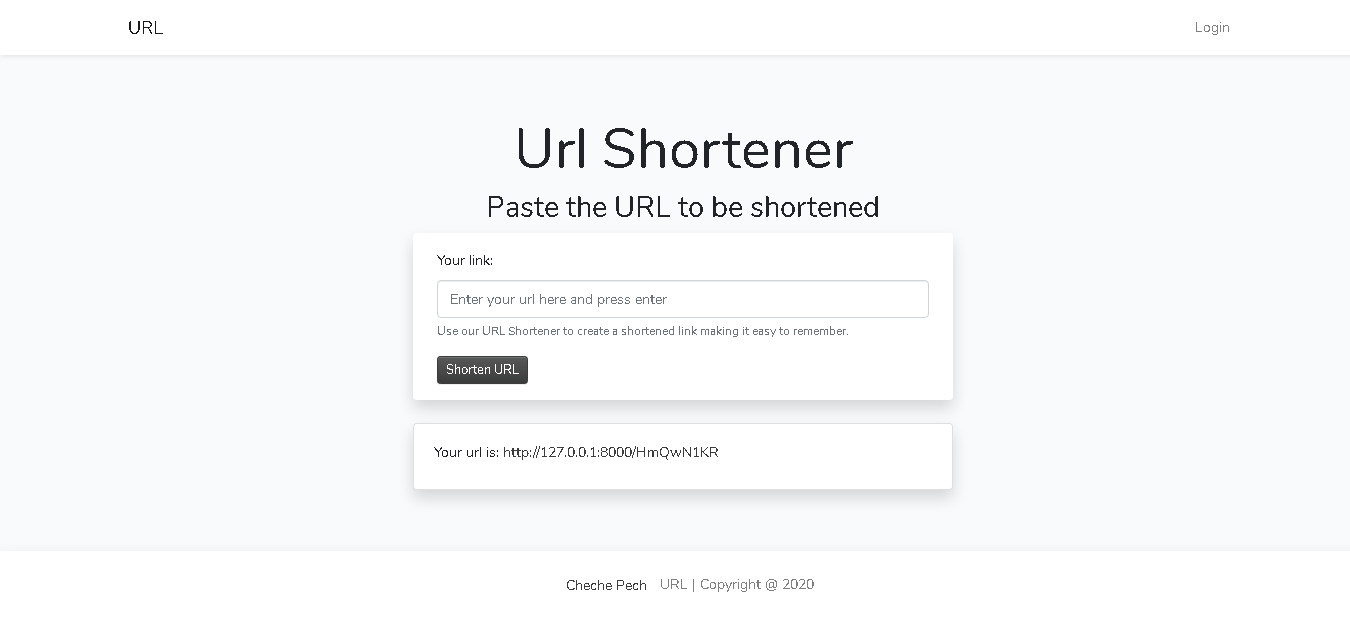 URL Login
Url Shortener
Paste the URL to be shortened
Your link:
Enter your url here and press enter
Use our URL Shortener to create a shortened link making it easy to remember.
Shorten URL
Your url is: http://127.0.0.1:8000/HmQwN1KR
Cheche Pech URL | Copyright @ 2020